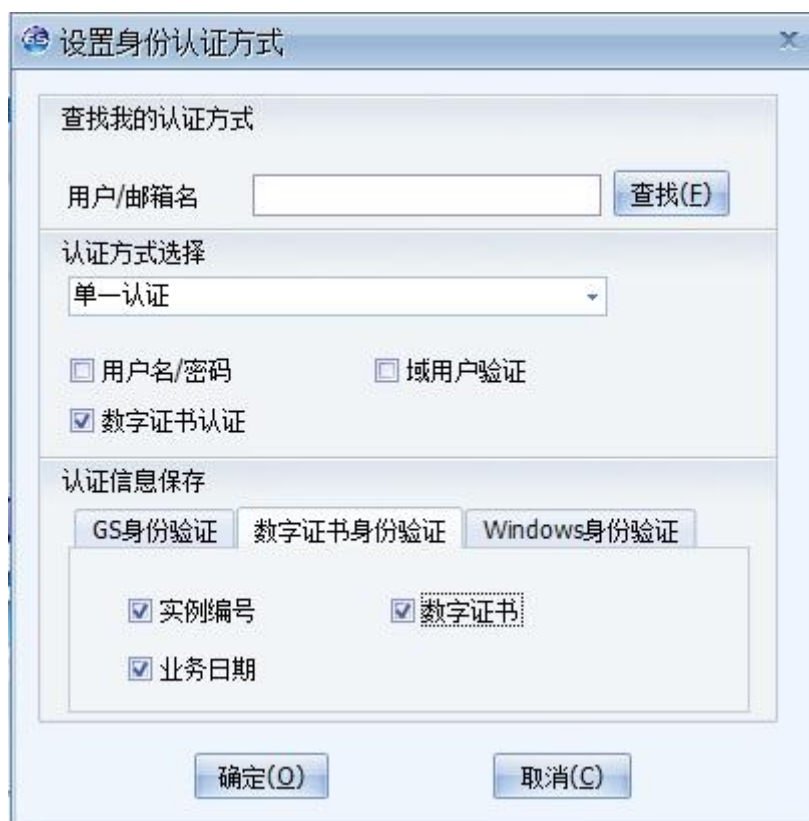 设置身份认证方式
查找我的认证方式
用户/邮箱名 查找(F)
认证方式选择
单一认证
用户名/密码 域用户验证
数字证书认证
认证信息保存
GS身份验证 数字证书身份验证 Windows身份验证
实例编号 数字证书
业务日期
确定(O) 取消(C)